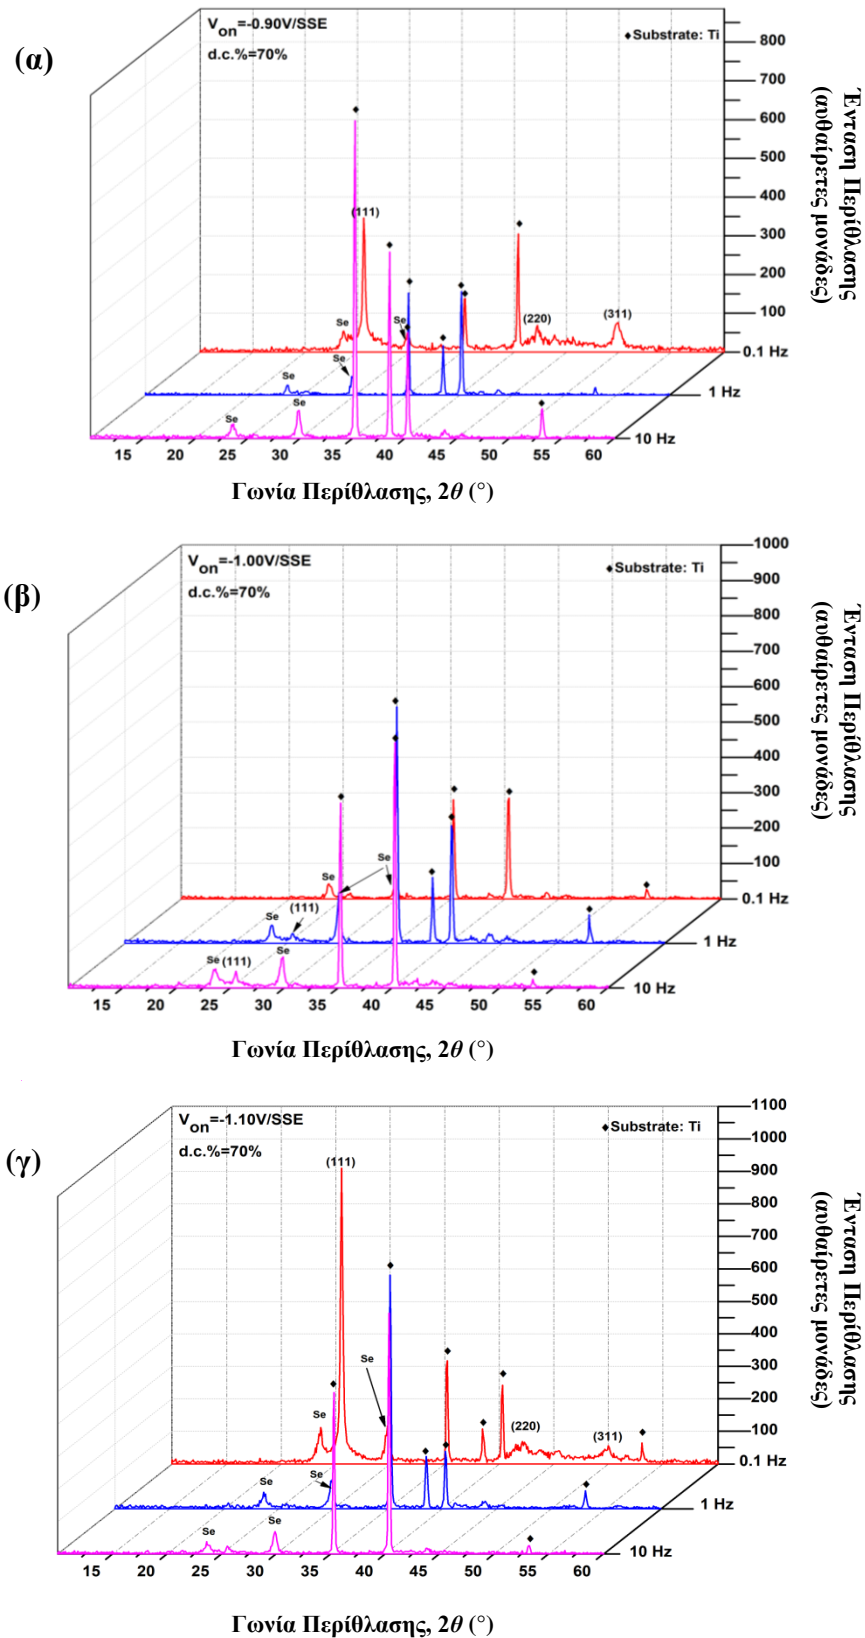 (α)
V_on=-0.90V/SSE
d.c.%=70%
♦Substrate: Ti
800
700
600
500
400
300
200
100
0.1 Hz
1 Hz
10 Hz
(111)
Se
Se
(220)
(311)
Se
Se
Se
Se
15 20 25 30 35 40 45 50 55 60
Γωνία Περίθλασης, 2θ (°)
Ένταση Περίθλασης
(αυθαίρετες μονάδες)
(β)
V_on=-1.00V/SSE
d.c.%=70%
♦Substrate: Ti
1000
900
800
700
600
500
400
300
200
100
0.1 Hz
1 Hz
10 Hz
Se
Se
Se
(111)
Se
(111)
Se
15 20 25 30 35 40 45 50 55 60
Γωνία Περίθλασης, 2θ (°)
Ένταση Περίθλασης
(αυθαίρετες μονάδες)
(γ)
V_on=-1.10V/SSE
d.c.%=70%
♦Substrate: Ti
1100
1000
900
800
700
600
500
400
300
200
100
0.1 Hz
1 Hz
10 Hz
(111)
Se
Se
(220)
(311)
Se
Se
Se
Se
15 20 25 30 35 40 45 50 55 60
Γωνία Περίθλασης, 2θ (°)
Ένταση Περίθλασης
(αυθαίρετες μονάδες)